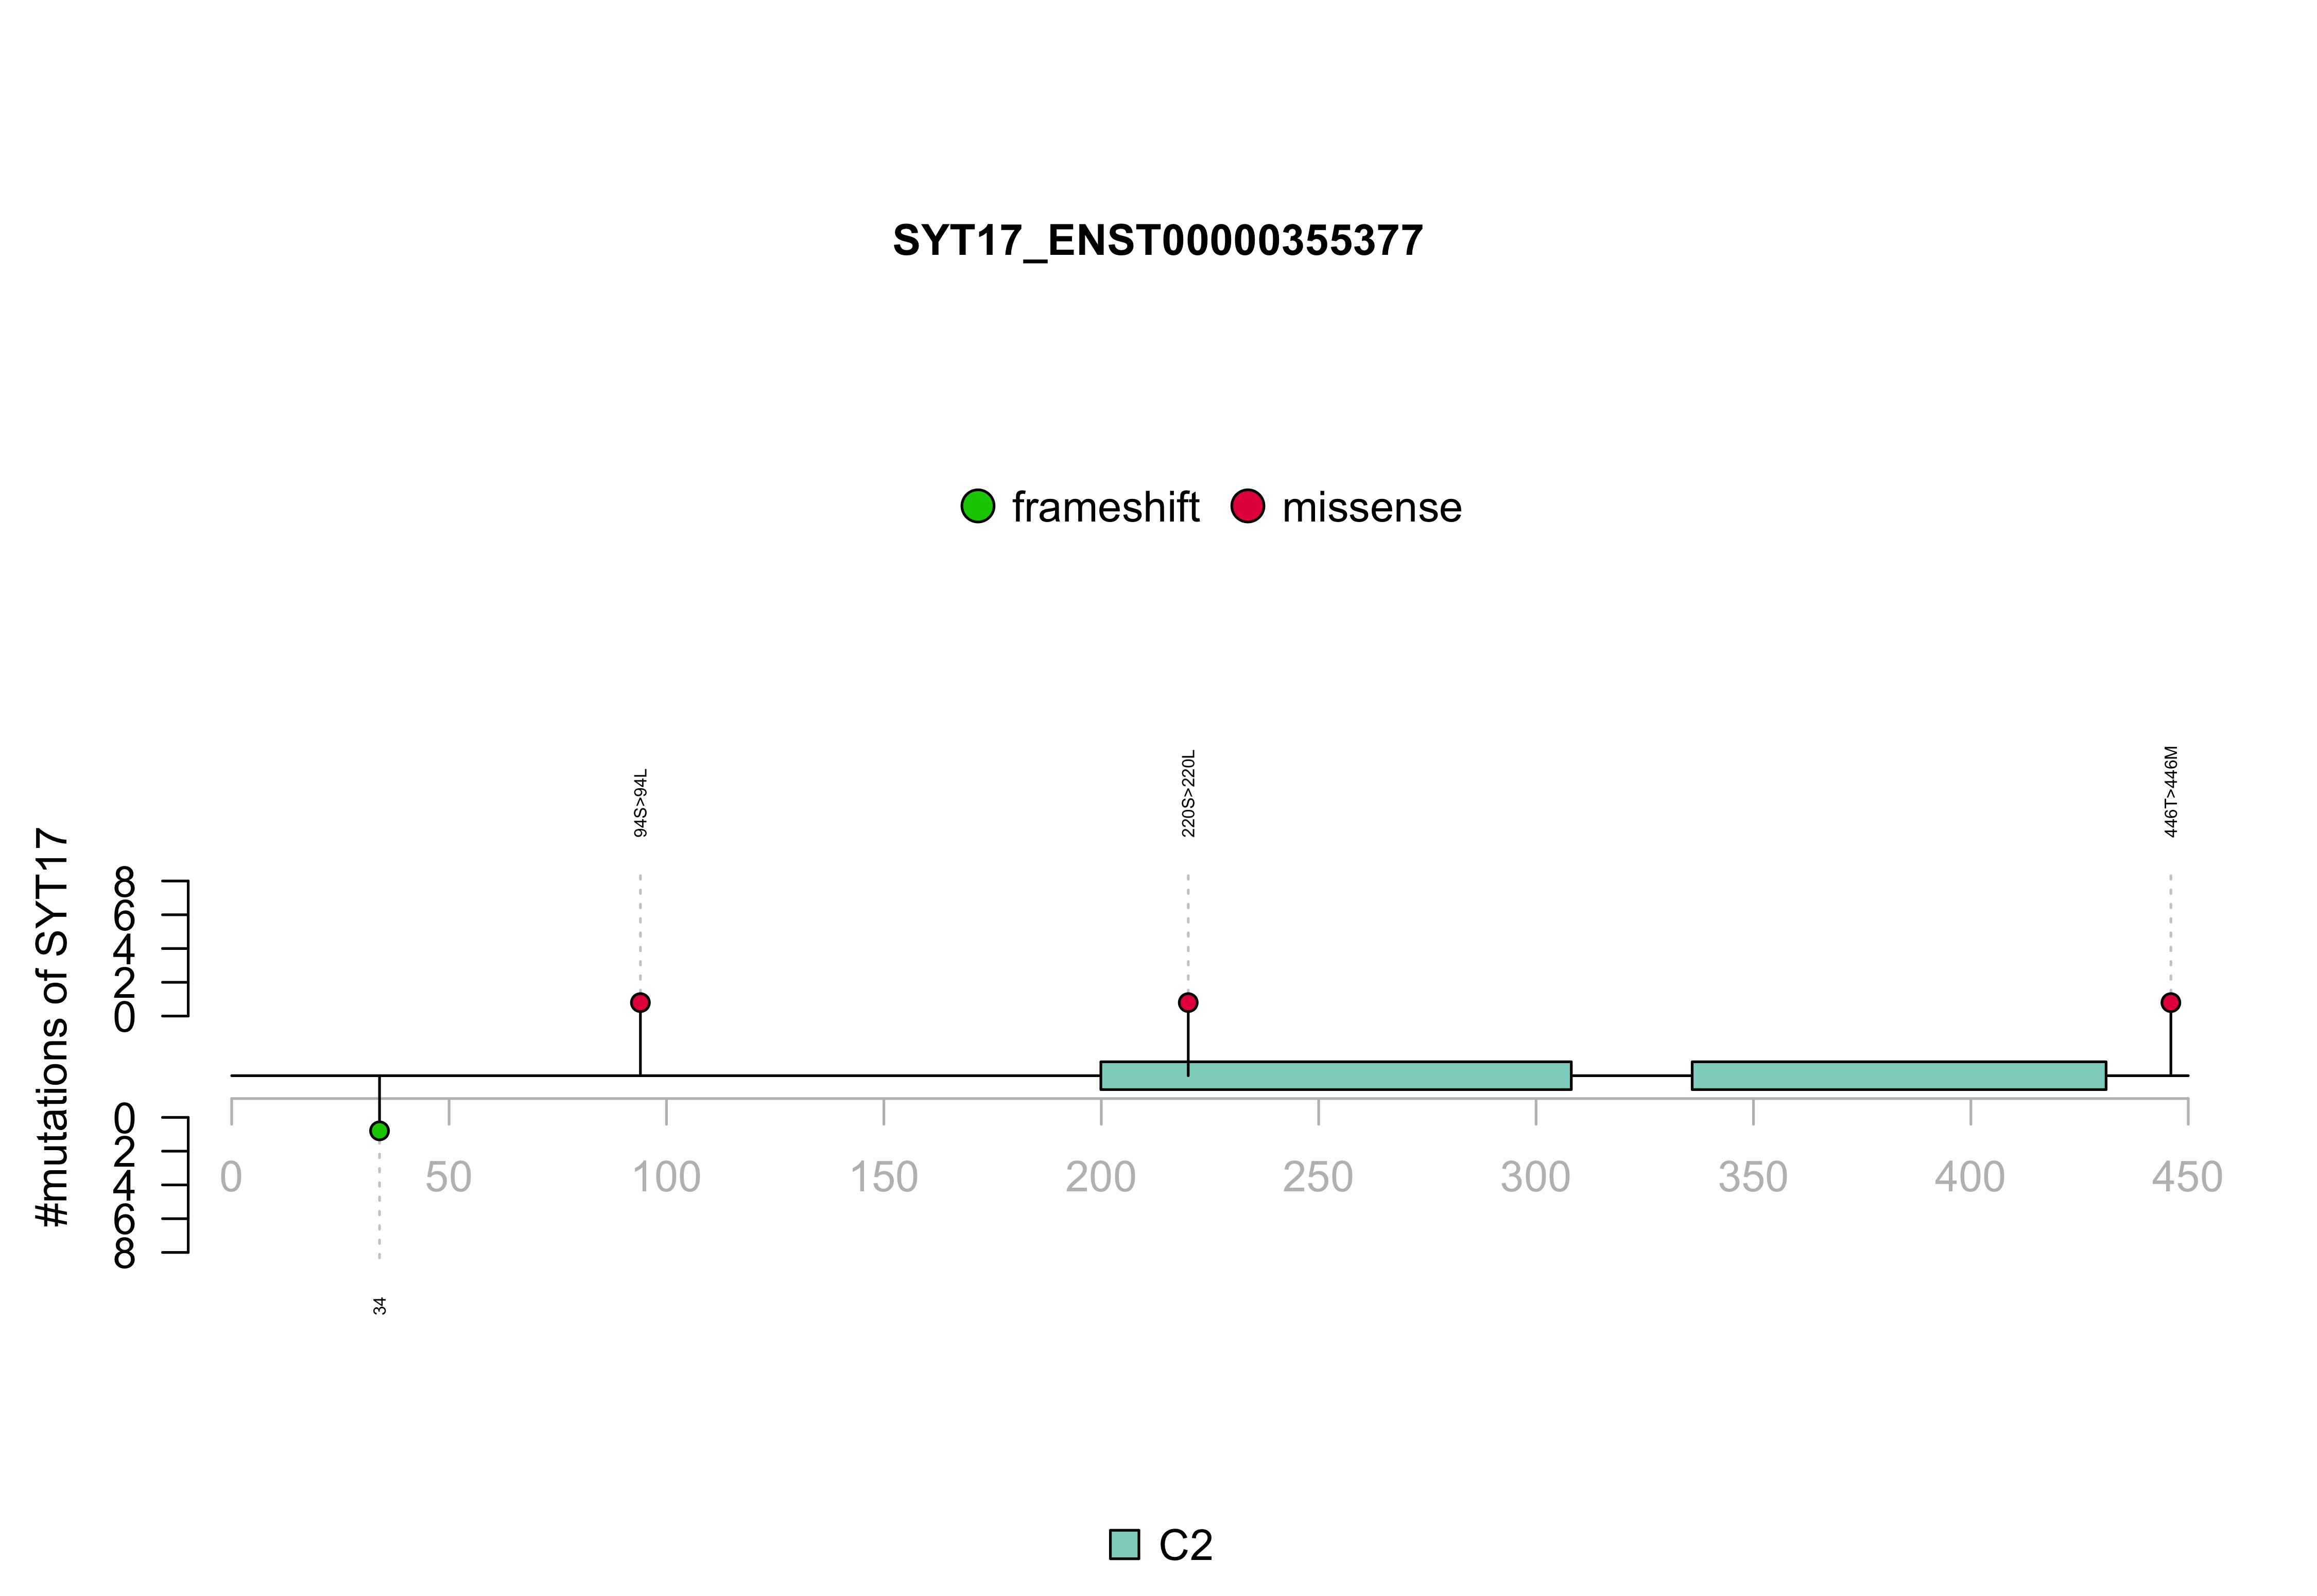 SYT17_ENST00000355377
frameshift missense
94S>94L
220S>220L
446T>446M
#mutations of SYT17
8
6
4
2
0
0
2
4
6
8
0 50 100 150 200 250 300 350 400 450
34
C2